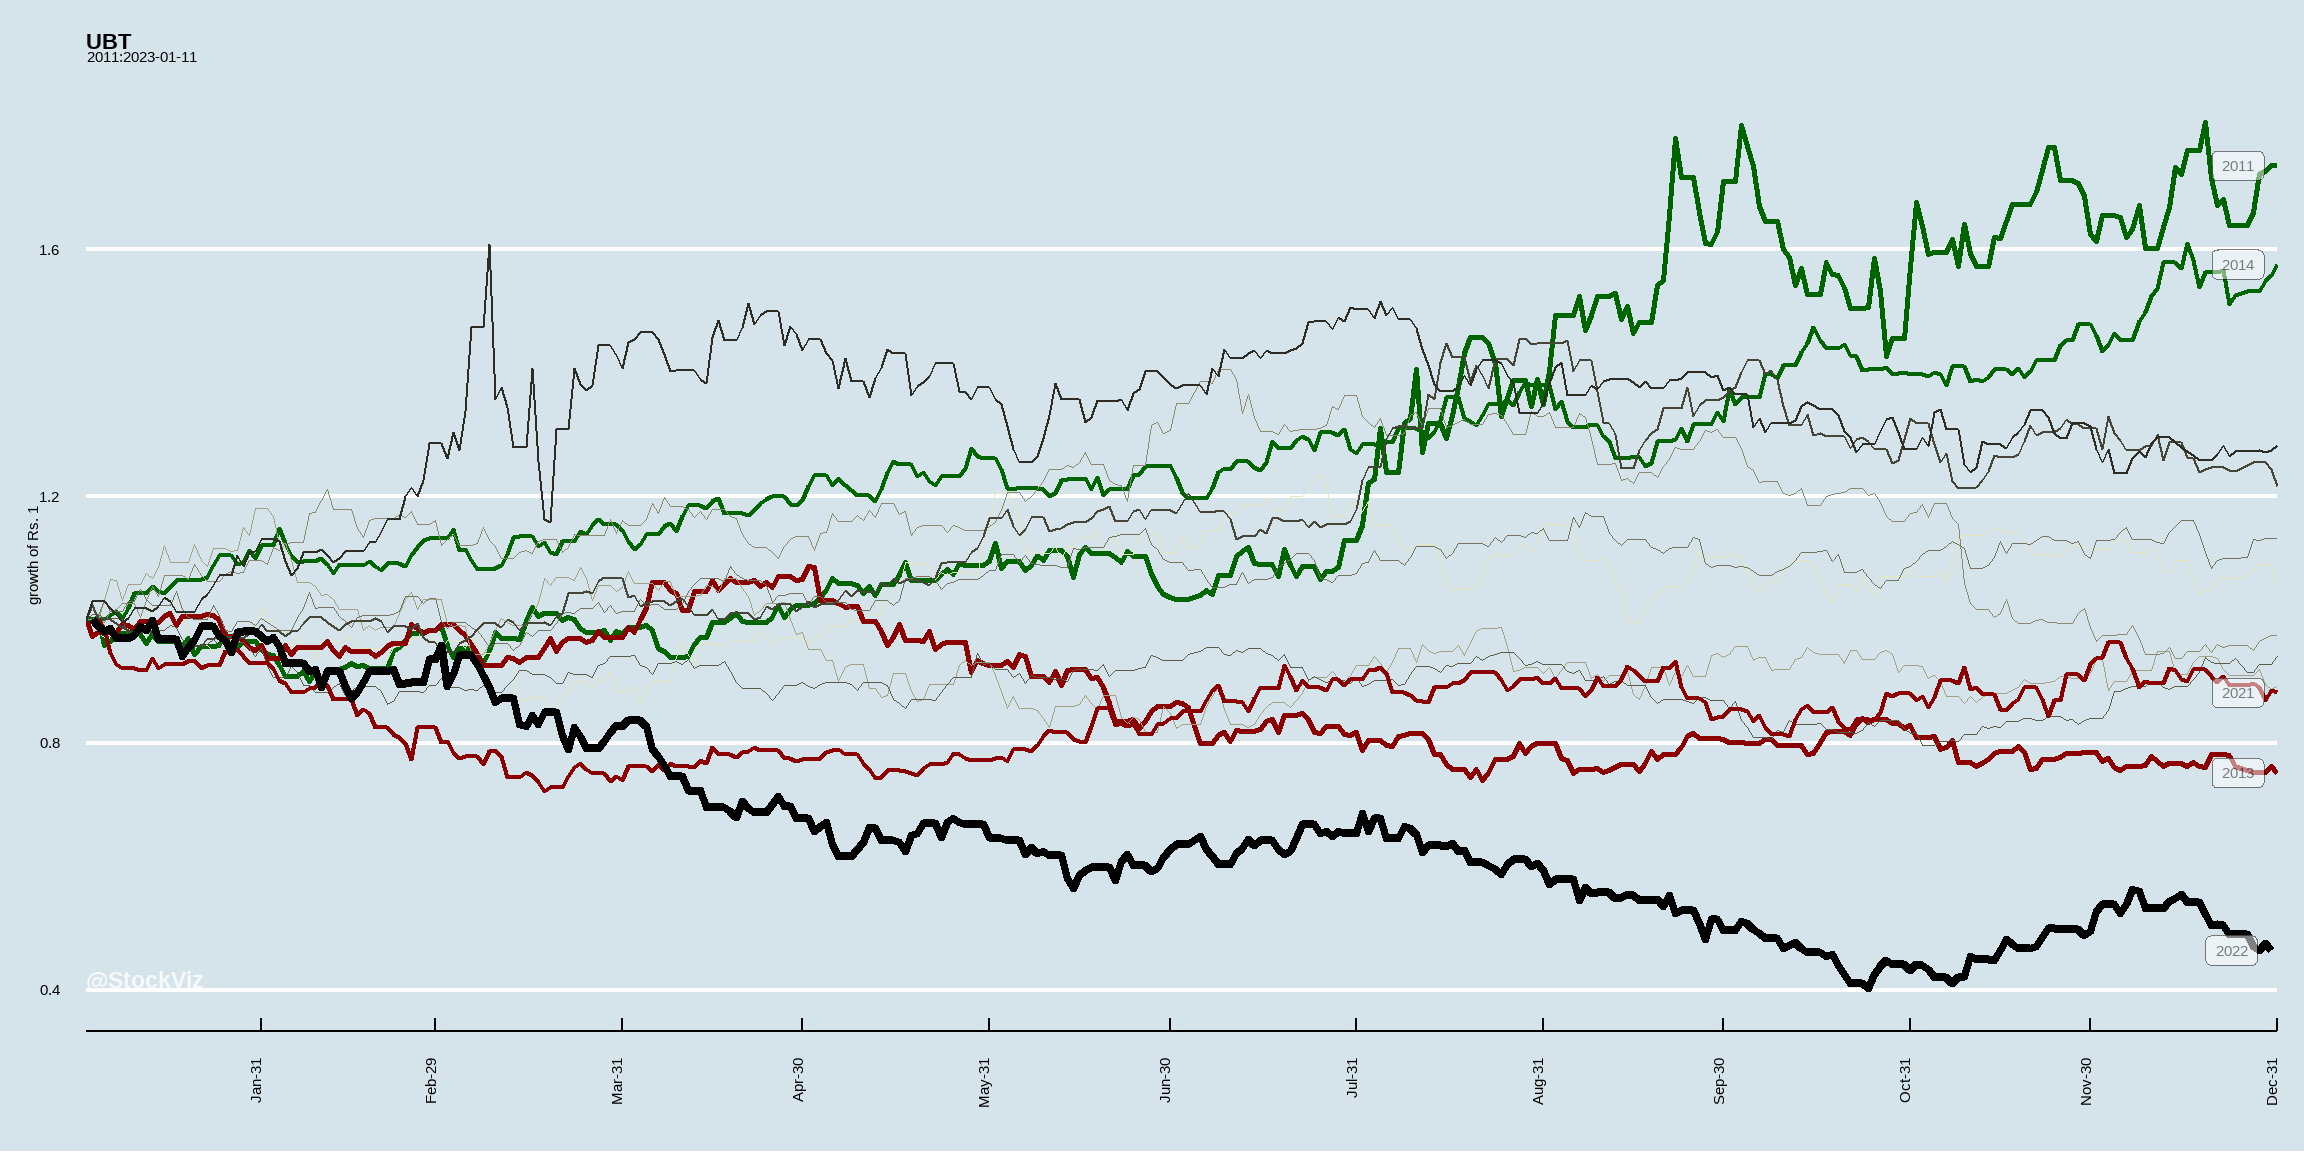 UBT
2011:2023-01-11
2011
1.6
2014
1.2
growth of Rs. 1
2021
0.8
2013
2022
@StockViz
0.4
Jan-31
Feb-29
Mar-31
Apr-30
May-31
Jun-30
Jul-31
Aug-31
Sep-30
Oct-31
Nov-30
Dec-31